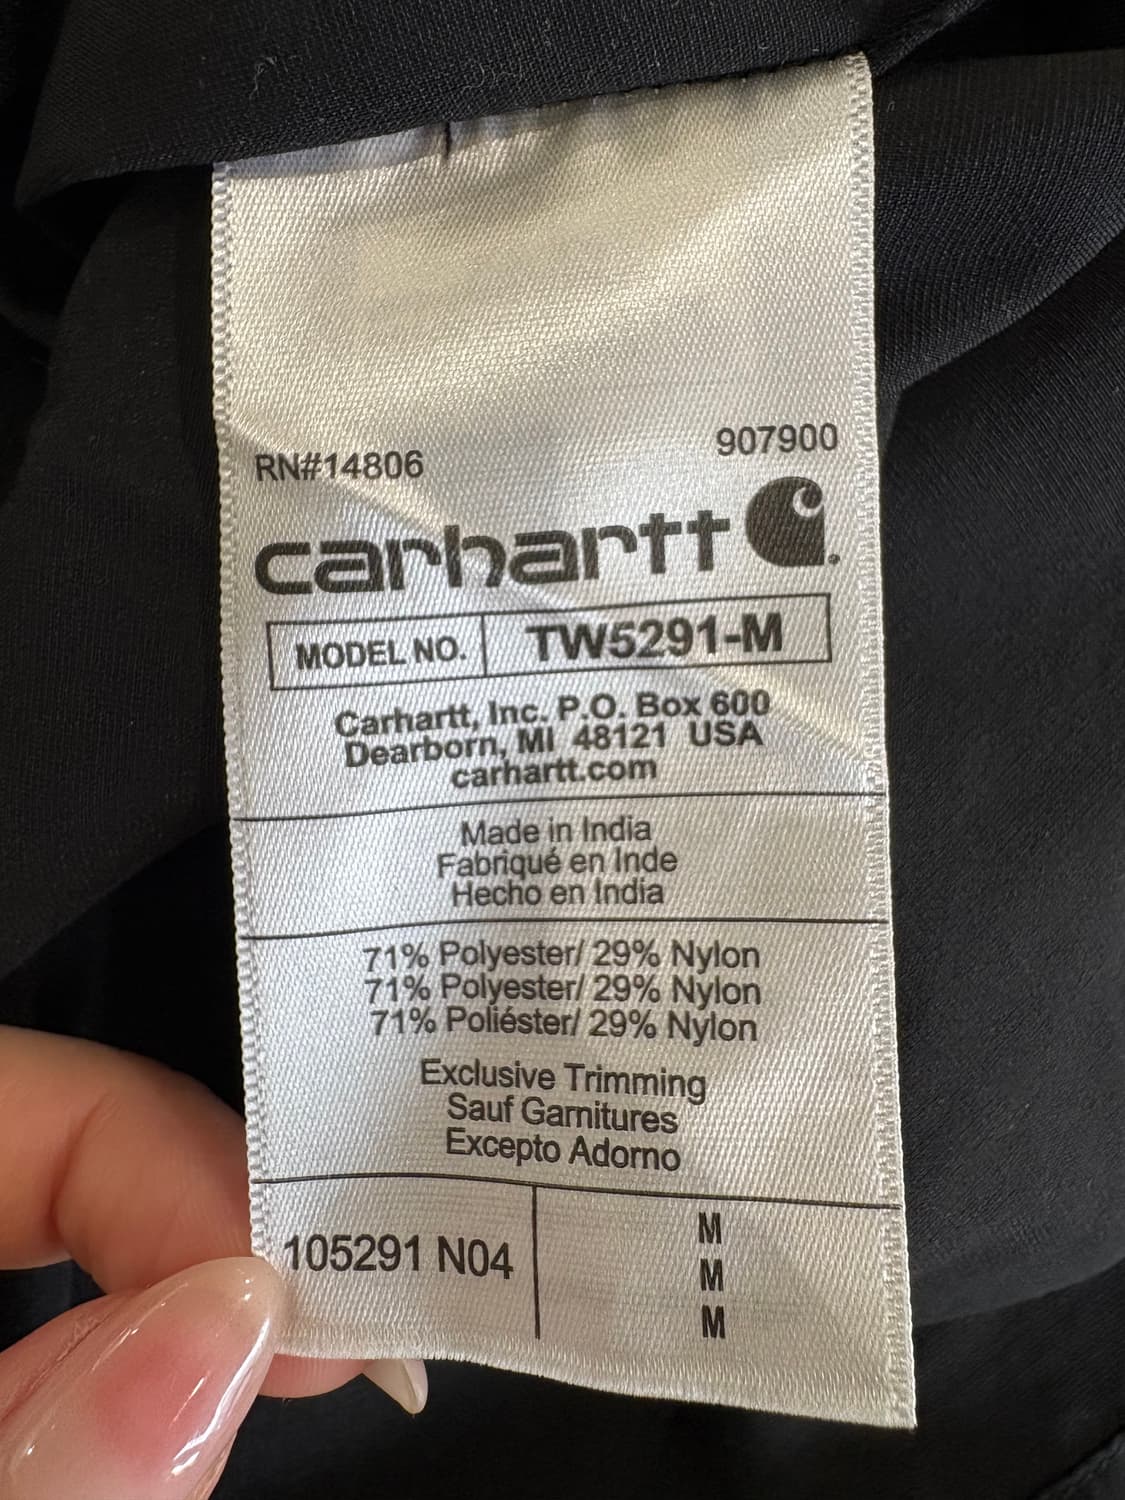 RN#14806
907900
carhartt
MODEL NO.
TW5291-M
Carhartt, Inc. P.O. Box 600
Dearborn, MI 48121 USA
carhartt.com
Made in India
Fabriqué en Inde
Hecho en India
71% Polyester/ 29% Nylon
71% Polyester/ 29% Nylon
71% Poliéster/ 29% Nylon
Exclusive Trimming
Sauf Garnitures
Excepto Adorno
105291 N04
M
M
M